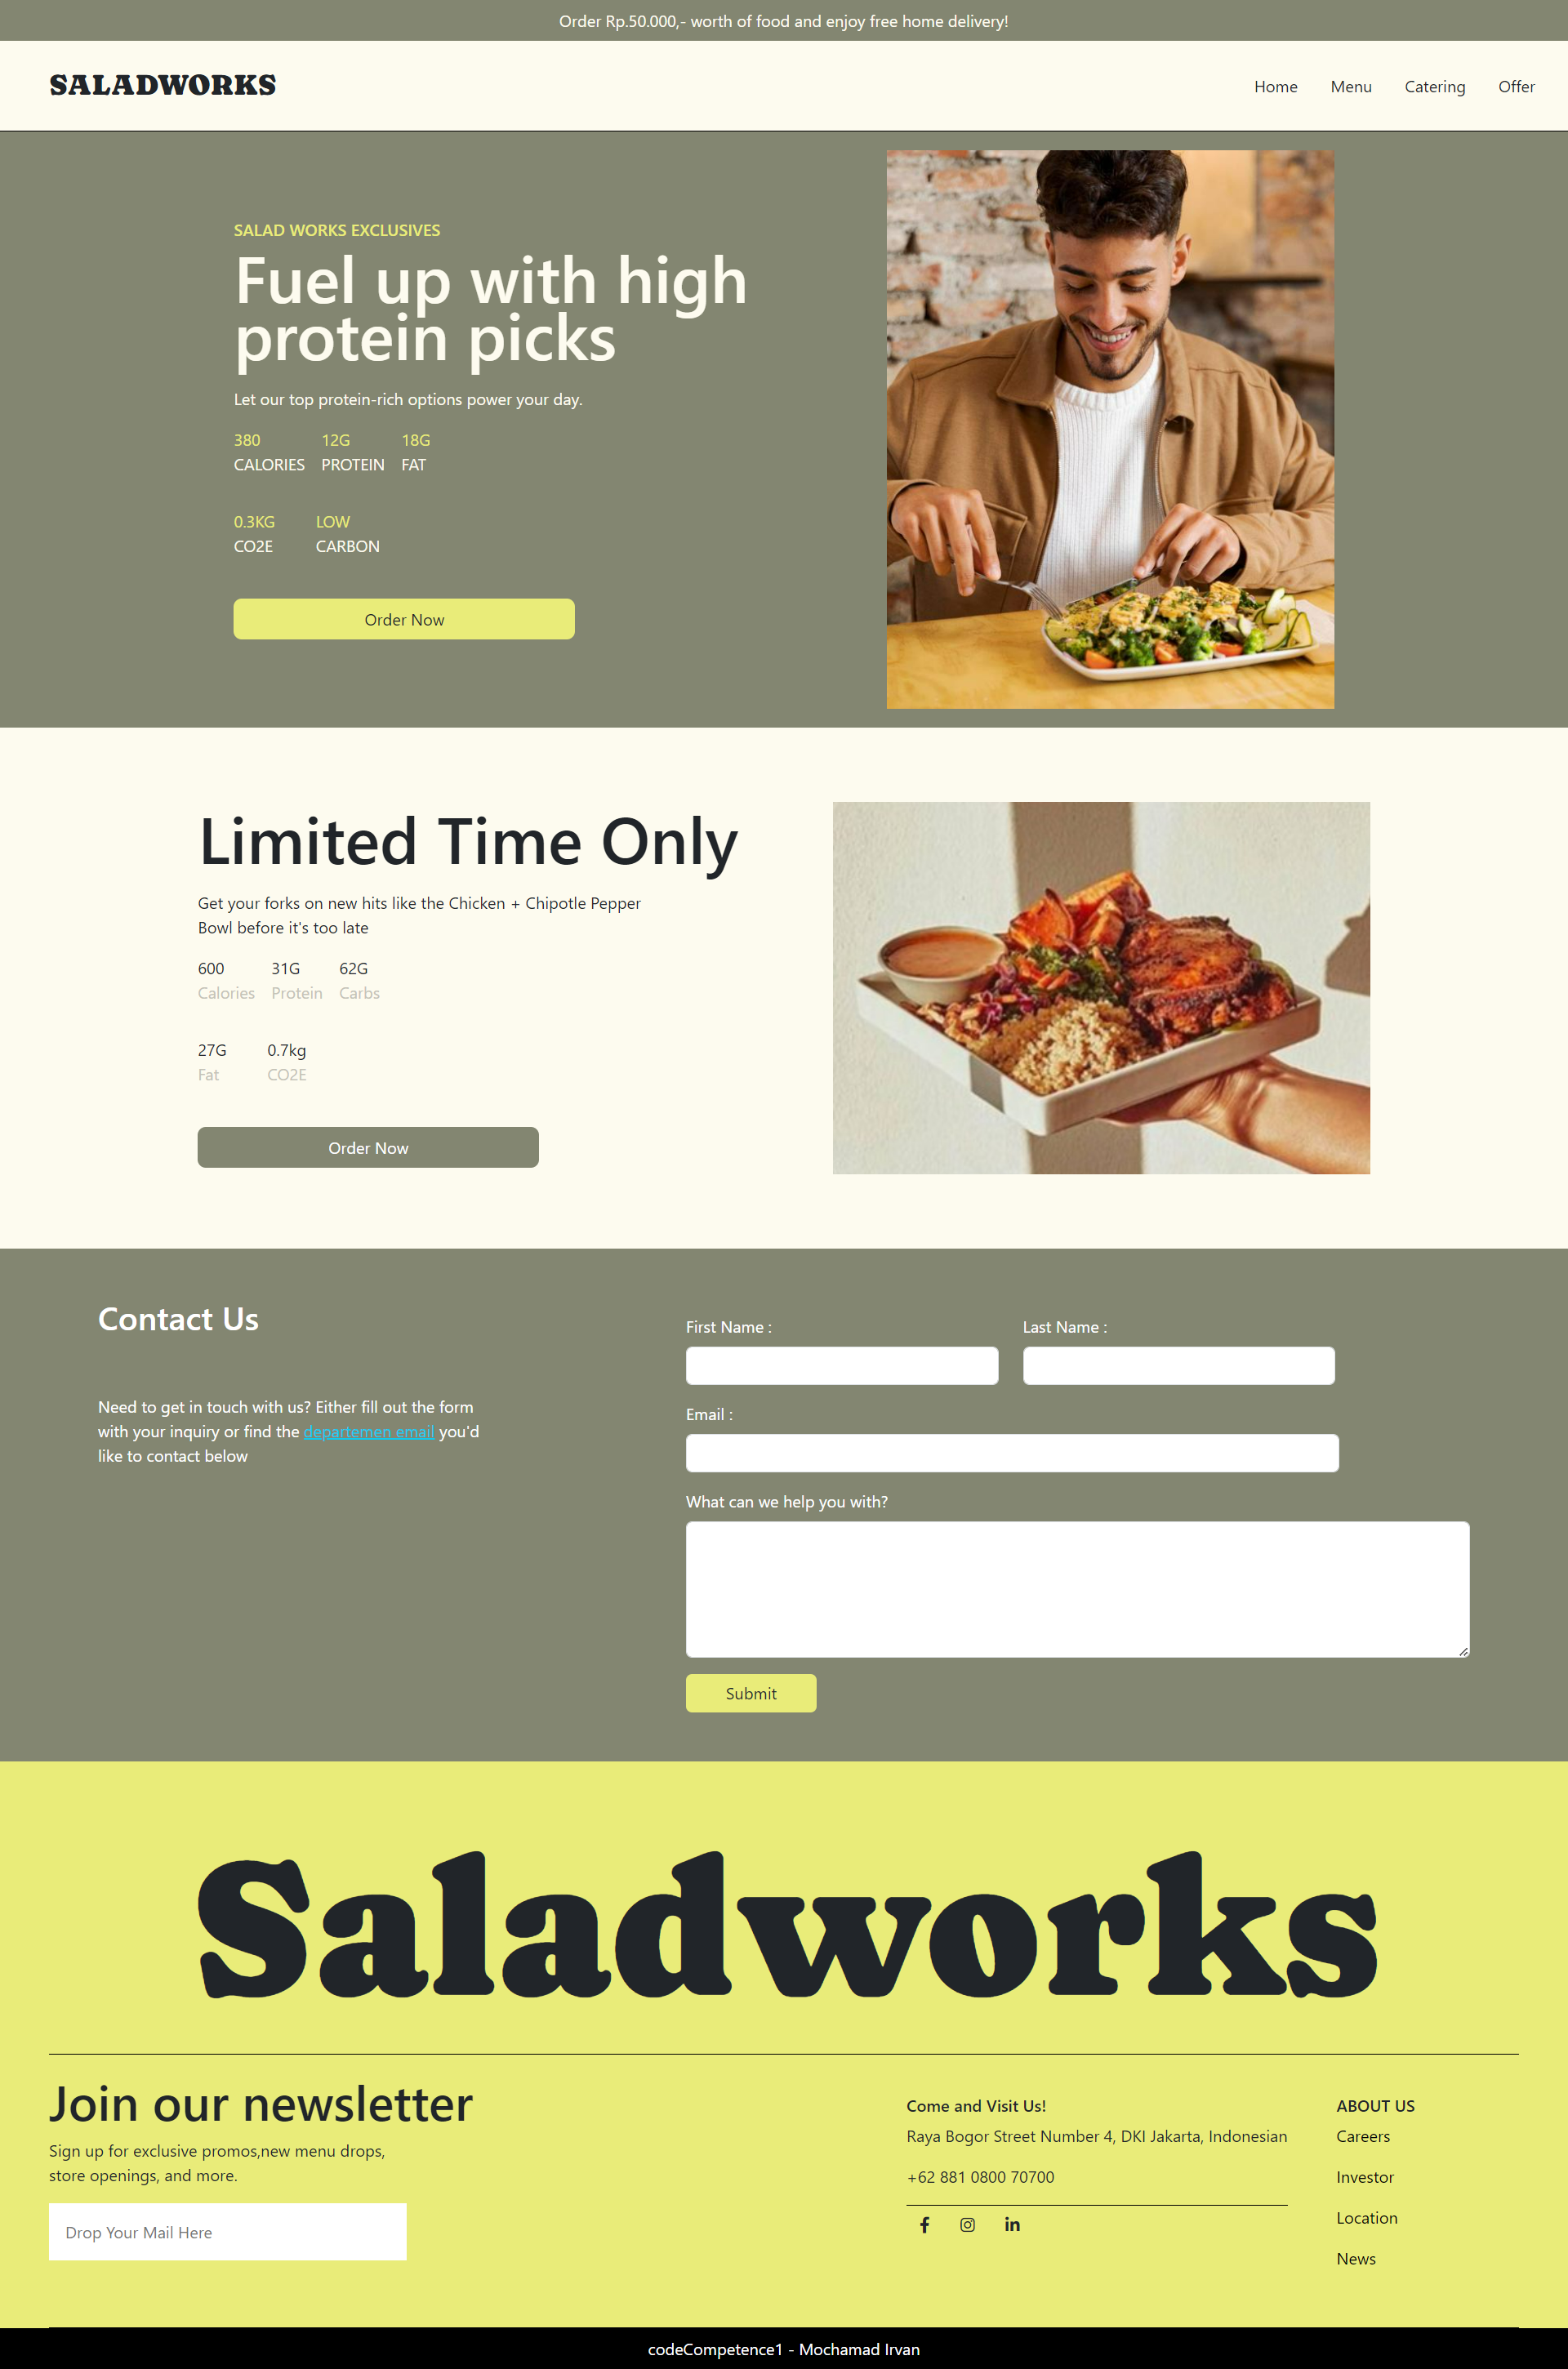 Order Rp.50.000,- worth of food and enjoy free home delivery!
SALADWORKS
Home Menu Catering Offer
SALAD WORKS EXCLUSIVES
Fuel up with high
protein picks
Let our top protein-rich options power your day.
380 12G 18G
CALORIES PROTEIN FAT
0.3KG LOW
CO2E CARBON
Order Now
Limited Time Only
Get your forks on new hits like the Chicken + Chipotle Pepper
Bowl before it's too late
600 31G 62G
Calories Protein Carbs
27G 0.7kg
Fat CO2E
Order Now
Contact Us
Need to get in touch with us? Either fill out the form
with your inquiry or find the departemen email you'd
like to contact below
First Name : Last Name :
Email :
What can we help you with?
Submit
Saladworks
Join our newsletter
Sign up for exclusive promos,new menu drops,
store openings, and more.
Drop Your Mail Here
Come and Visit Us!
Raya Bogor Street Number 4, DKI Jakarta, Indonesian
+62 881 0800 70700
ABOUT US
Careers
Investor
Location
News
codeCompetence1 - Mochamad Irvan